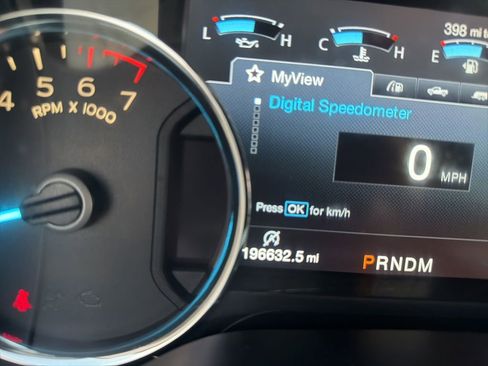 398 mi to
L H C H E
MyView
4 5 6 7
RPM X 1000
Digital Speedometer
0 MPH
Press OK for km/h
196632.5 mi
PRNDM